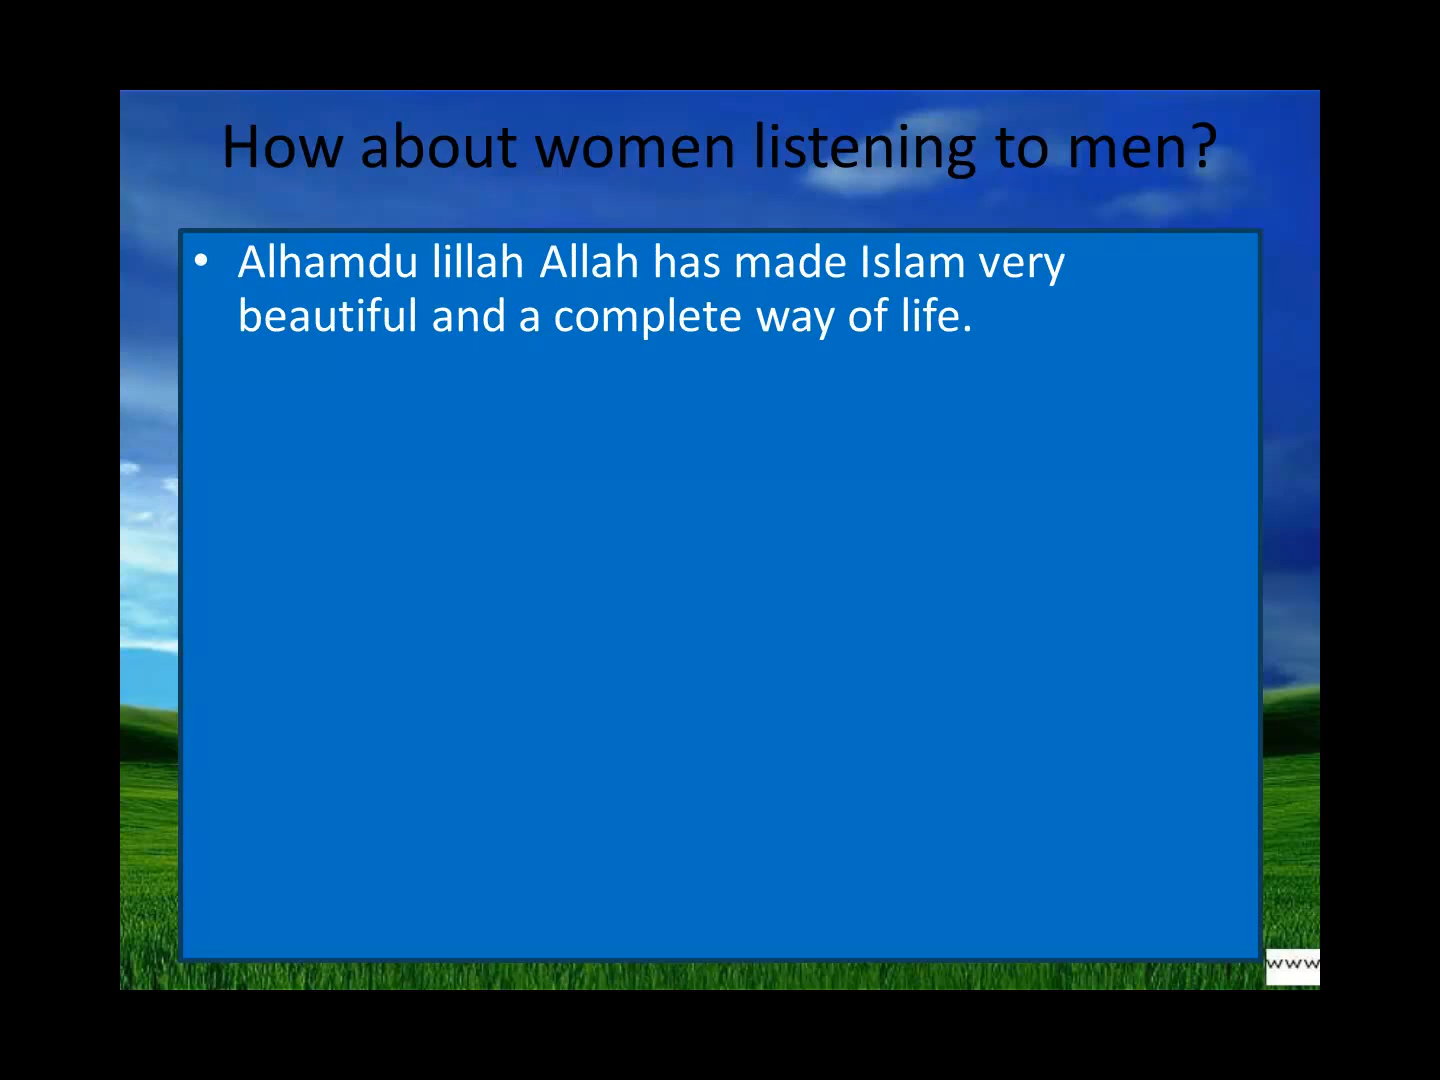 How about women listening to men?
• Alhamdu lillah Allah has made Islam very
beautiful and a complete way of life.
www